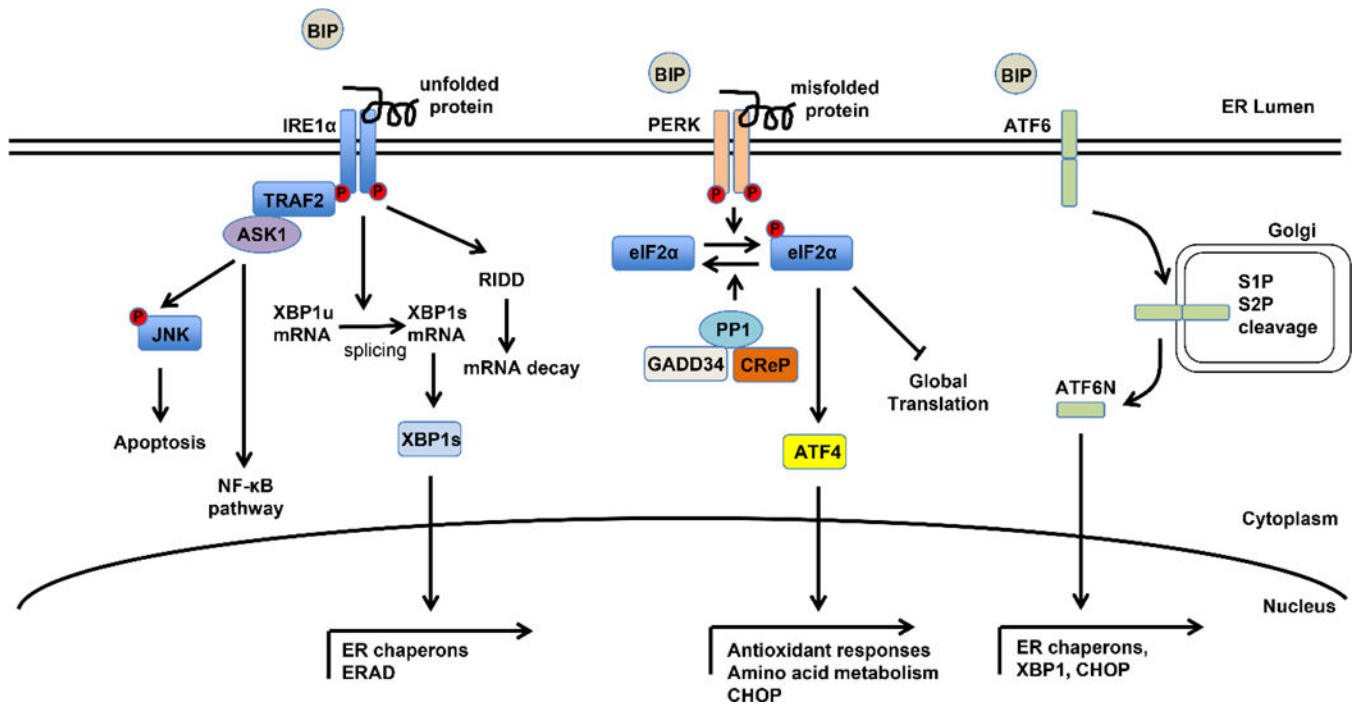 BIP
unfolded
protein
IRE1α
P
P
TRAF2
ASK1
P
JNK
Apoptosis
NF-κB
pathway
XBP1u
mRNA
splicing
XBP1s
mRNA
RIDD
mRNA decay
XBP1s
ER chaperons
ERAD
BIP
misfolded
protein
PERK
P
P
eIF2α
P
eIF2α
PP1
GADD34
CReP
Global
Translation
ATF4
Antioxidant responses
Amino acid metabolism
CHOP
BIP
ATF6
ER Lumen
Golgi
S1P
S2P
cleavage
ATF6N
Cytoplasm
Nucleus
ER chaperons,
XBP1, CHOP